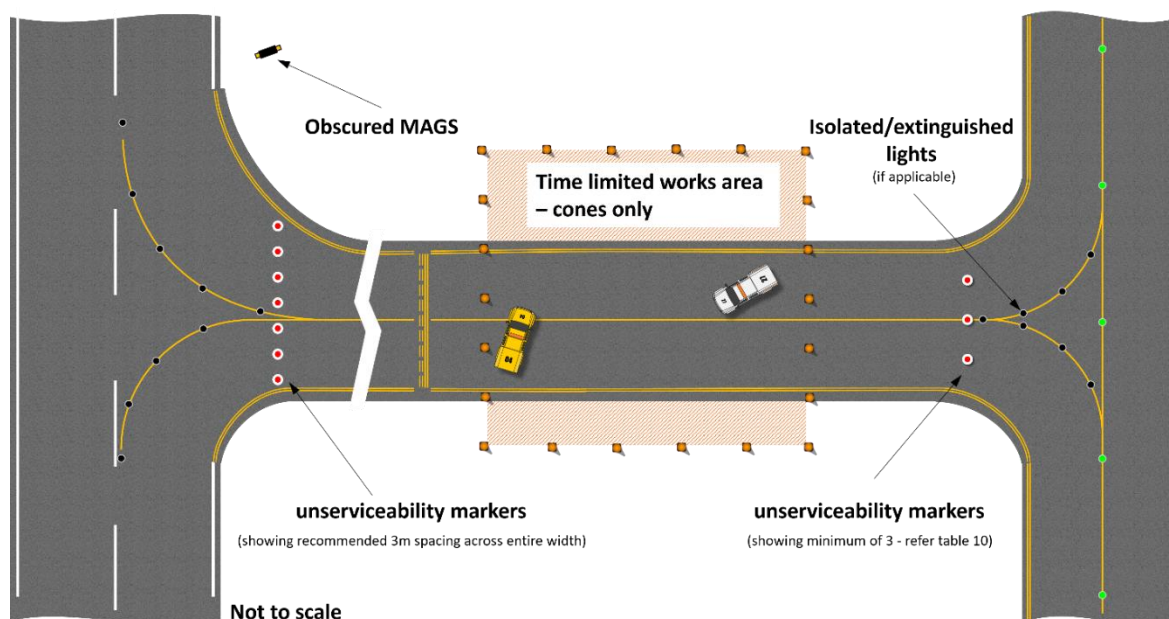 Obscured MAGS
Isolated/extinguished
lights
(if applicable)
Time limited works area
– cones only
unserviceability markers
(showing recommended 3m spacing across entire width)
unserviceability markers
(showing minimum of 3 - refer table 10)
Not to scale